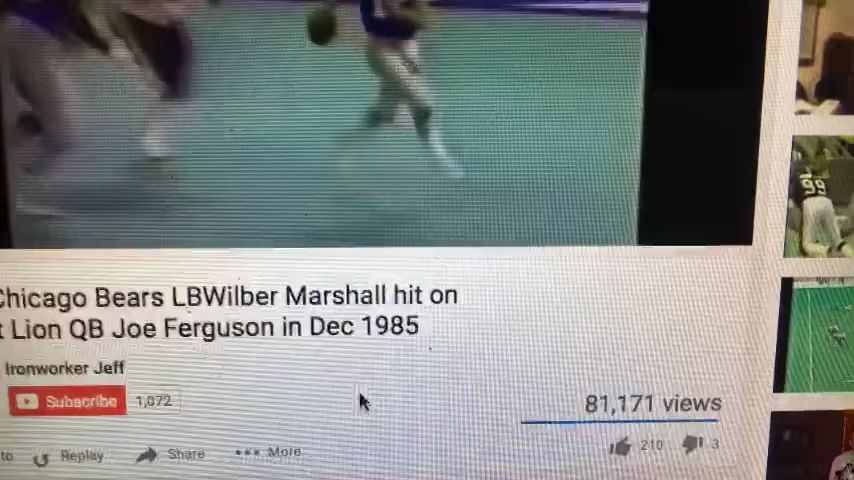 Chicago Bears LBWilber Marshall hit on
t Lion QB Joe Ferguson in Dec 1985
Ironworker Jeff
Subscribe 1,072
81,171 views
to Replay Share More 210 3